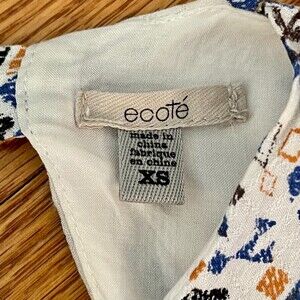 ecoté
made in
china
fabriqué
en chine
XS